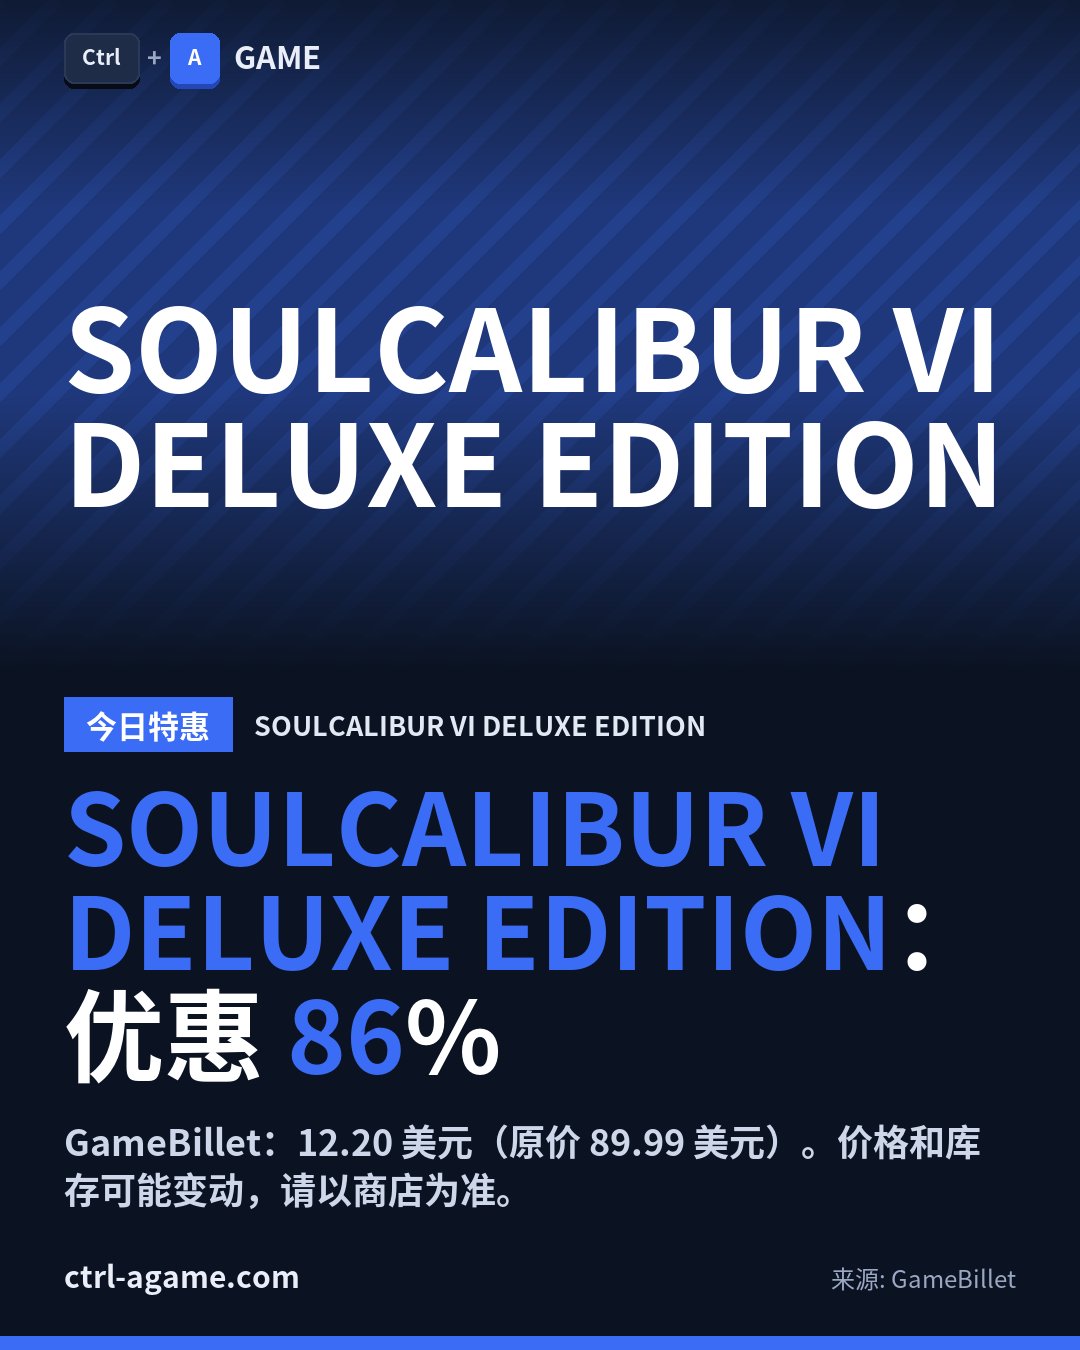 Ctrl + A GAME
SOULCALIBUR VI
DELUXE EDITION
今日特惠 SOULCALIBUR VI DELUXE EDITION
SOULCALIBUR VI
DELUXE EDITION：
优惠 86%
GameBillet：12.20 美元（原价 89.99 美元）。价格和库
存可能变动，请以商店为准。
ctrl-agame.com 来源: GameBillet